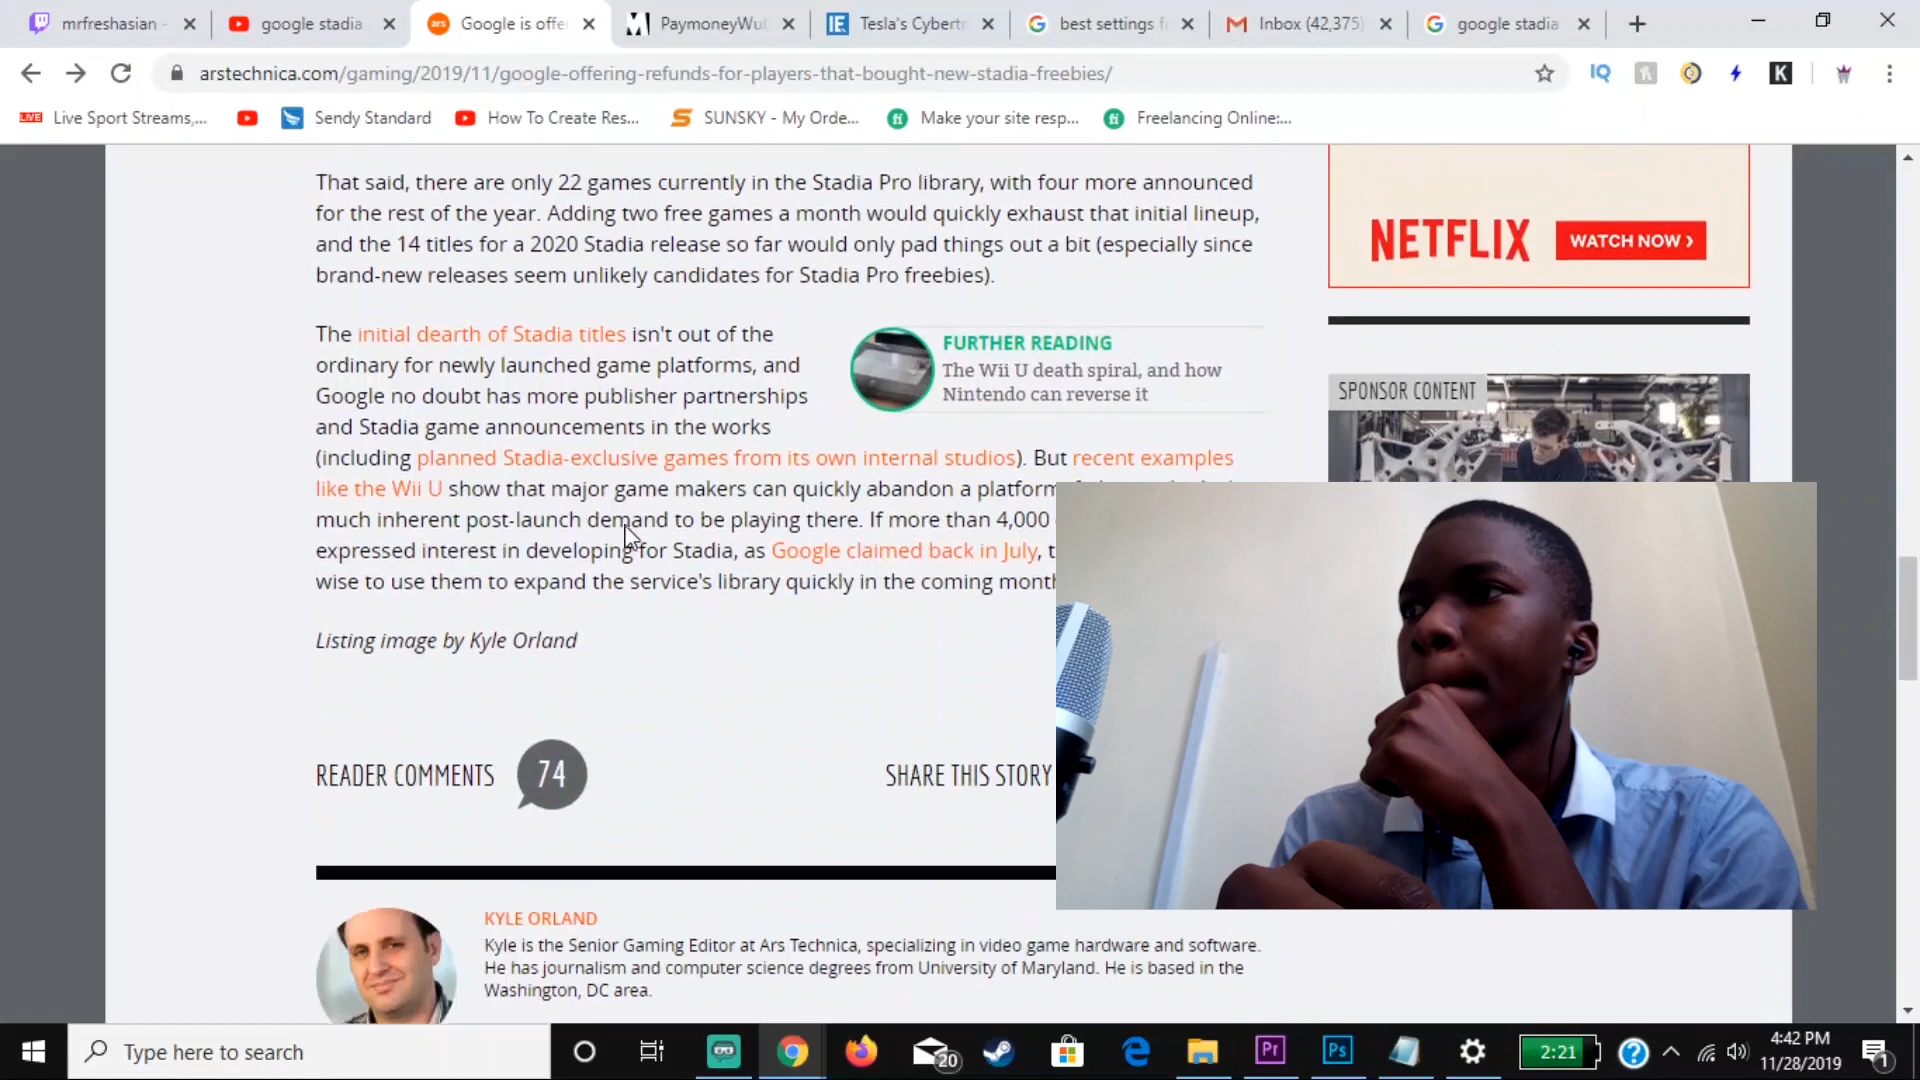 mrfreshasian -
google stadia
Google is offe
PaymoneyWu
Tesla's Cybert
best settings f
Inbox (42,375)
google stadia
arstechnica.com/gaming/2019/11/google-offering-refunds-for-players-that-bought-new-stadia-freebies/
Live Sport Streams,...
Sendy Standard
How To Create Res...
SUNSKY - My Orde...
Make your site resp...
Freelancing Online:...
That said, there are only 22 games currently in the Stadia Pro library, with four more announced
for the rest of the year. Adding two free games a month would quickly exhaust that initial lineup,
and the 14 titles for a 2020 Stadia release so far would only pad things out a bit (especially since
brand-new releases seem unlikely candidates for Stadia Pro freebies).
NETFLIX WATCH NOW ›
The initial dearth of Stadia titles isn't out of the
ordinary for newly launched game platforms, and
Google no doubt has more publisher partnerships
and Stadia game announcements in the works
(including planned Stadia-exclusive games from its own internal studios). But recent examples
like the Wii U show that major game makers can quickly abandon a platform
much inherent post-launch demand to be playing there. If more than 4,000
expressed interest in developing for Stadia, as Google claimed back in July,
wise to use them to expand the service's library quickly in the coming month
FURTHER READING
The Wii U death spiral, and how
Nintendo can reverse it
SPONSOR CONTENT
Listing image by Kyle Orland
READER COMMENTS 74
SHARE THIS STORY
KYLE ORLAND
Kyle is the Senior Gaming Editor at Ars Technica, specializing in video game hardware and software.
He has journalism and computer science degrees from University of Maryland. He is based in the
Washington, DC area.
Type here to search
20
2:21
4:42 PM
11/28/2019
1